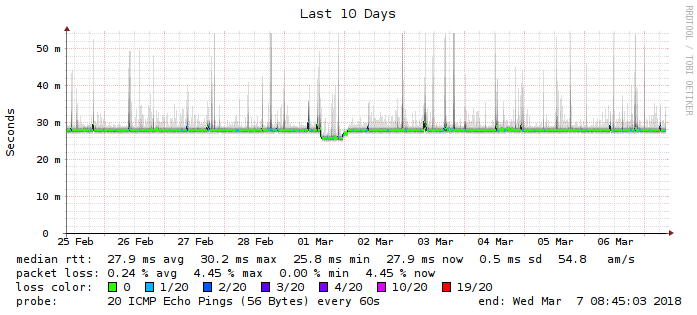 Last 10 Days
RRDTOOL / TOBI OETIKER
Seconds
50 m
40 m
30 m
20 m
10 m
0
25 Feb 26 Feb 27 Feb 28 Feb 01 Mar 02 Mar 03 Mar 04 Mar 05 Mar 06 Mar
median rtt: 27.9 ms avg 30.2 ms max 25.8 ms min 27.9 ms now 0.5 ms sd 54.8 am/s
packet loss: 0.24 % avg 4.45 % max 0.00 % min 4.45 % now
loss color: 0 1/20 2/20 3/20 4/20 10/20 19/20
probe: 20 ICMP Echo Pings (56 Bytes) every 60s end: Wed Mar 7 08:45:03 2018